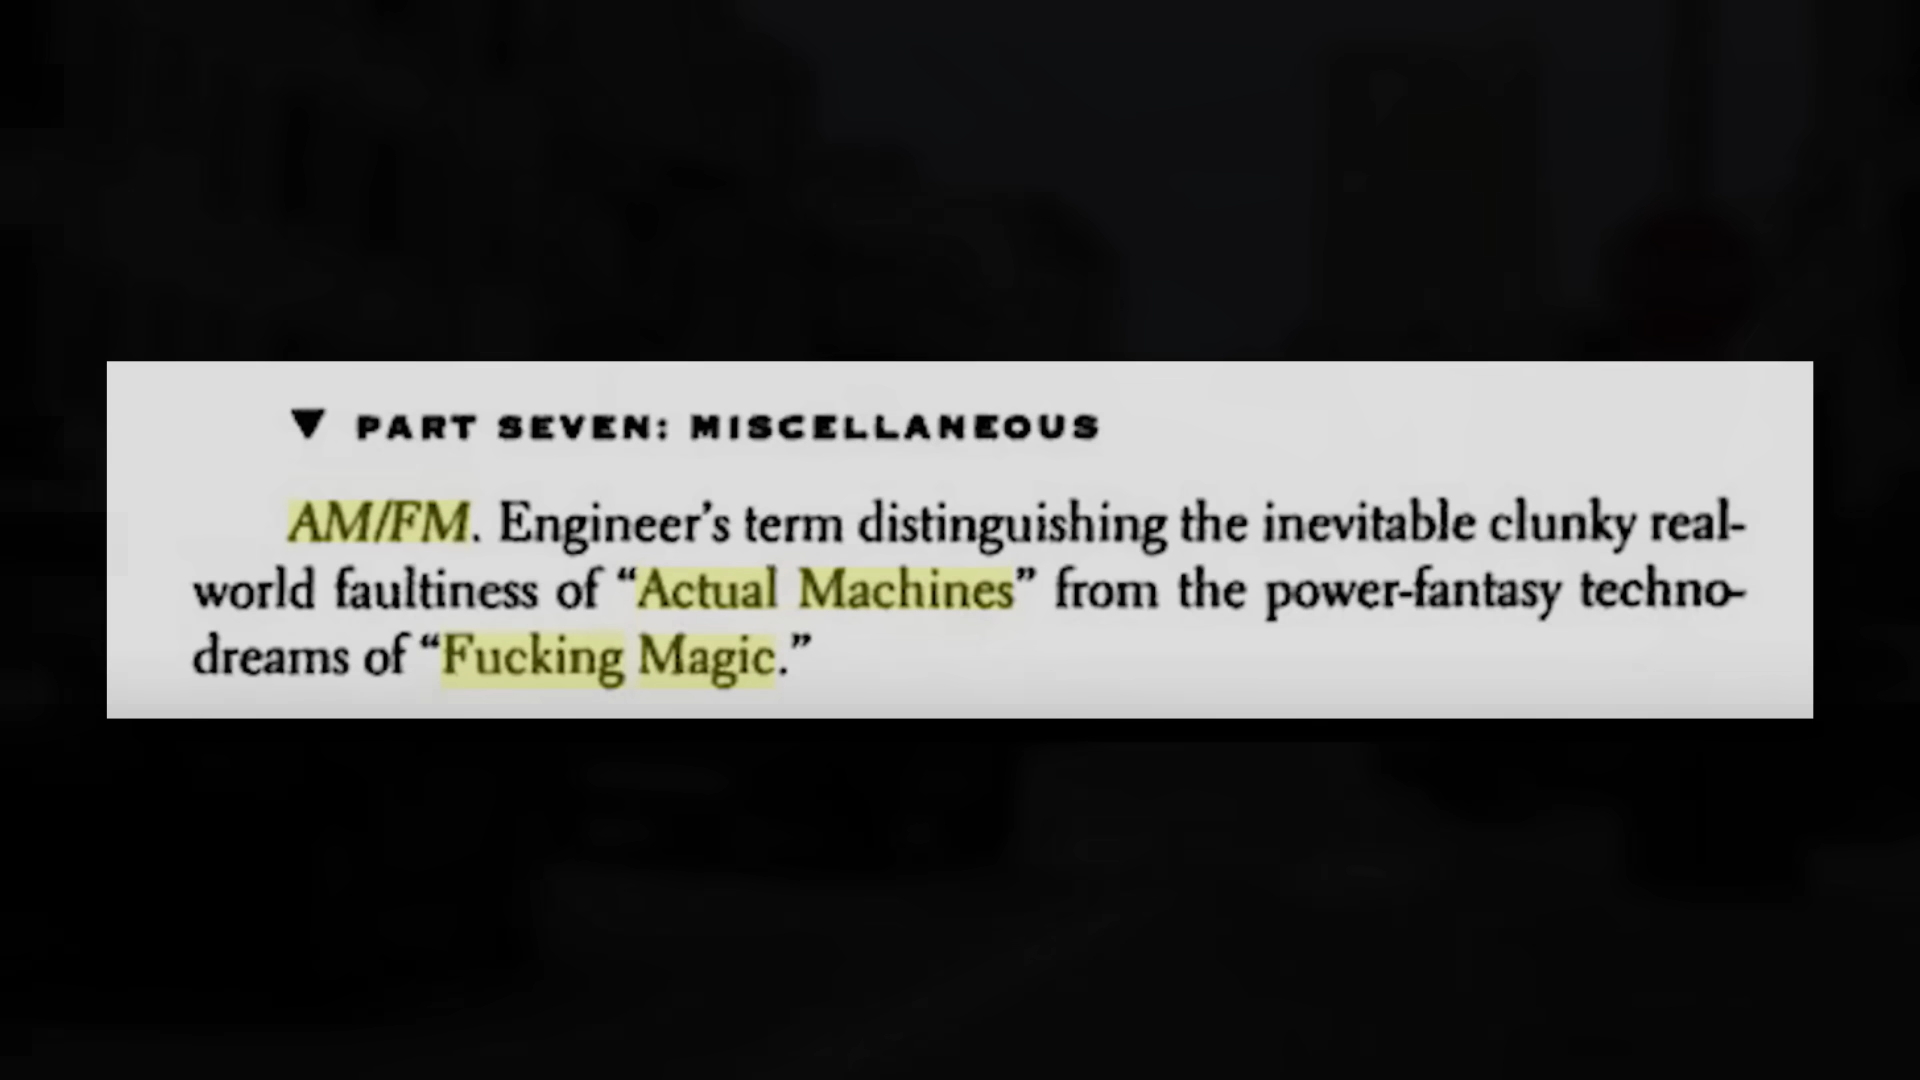 ▼ PART SEVEN: MISCELLANEOUS
AM/FM. Engineer’s term distinguishing the inevitable clunky real-
world faultiness of “Actual Machines” from the power-fantasy techno-
dreams of “Fucking Magic.”